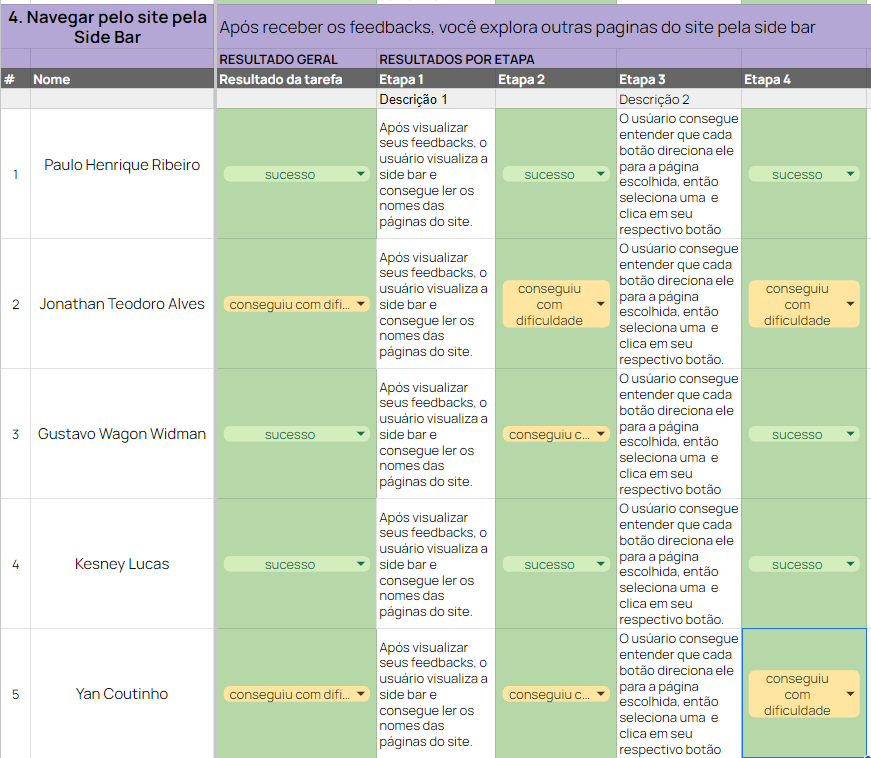 4. Navegar pelo site pela
Side Bar
Após receber os feedbacks, você explora outras paginas do site pela side bar
RESULTADO GERAL
RESULTADOS POR ETAPA
# Nome Resultado da tarefa Etapa 1 Etapa 2 Etapa 3 Etapa 4
Descrição 1 Descrição 2
1
Paulo Henrique Ribeiro
sucesso
Após visualizar
seus feedbacks, o
usuário visualiza a
side bar e
consegue ler os
nomes das
páginas do site.
sucesso
O usúario consegue
entender que cada
botão direciona ele
para a página
escolhida, então
seleciona uma e
clica em seu
respectivo botão
sucesso
2
Jonathan Teodoro Alves
conseguiu com difi...
Após visualizar
seus feedbacks, o
usuário visualiza a
side bar e
consegue ler os
nomes das
páginas do site.
conseguiu
com
dificuldade
O usúario consegue
entender que cada
botão direciona ele
para a página
escolhida, então
seleciona uma e
clica em seu
respectivo botão.
conseguiu
com
dificuldade
3
Gustavo Wagon Widman
sucesso
Após visualizar
seus feedbacks, o
usuário visualiza a
side bar e
consegue ler os
nomes das
páginas do site.
conseguiu c...
O usúario consegue
entender que cada
botão direciona ele
para a página
escolhida, então
seleciona uma e
clica em seu
respectivo botão
sucesso
4
Kesney Lucas
sucesso
Após visualizar
seus feedbacks, o
usuário visualiza a
side bar e
consegue ler os
nomes das
páginas do site.
sucesso
O usúario consegue
entender que cada
botão direciona ele
para a página
escolhida, então
seleciona uma e
clica em seu
respectivo botão.
sucesso
5
Yan Coutinho
conseguiu com difi...
Após visualizar
seus feedbacks, o
usuário visualiza a
side bar e
consegue ler os
nomes das
páginas do site.
conseguiu c...
O usúario consegue
entender que cada
botão direciona ele
para a página
escolhida, então
seleciona uma e
clica em seu
respectivo botão
conseguiu
com
dificuldade